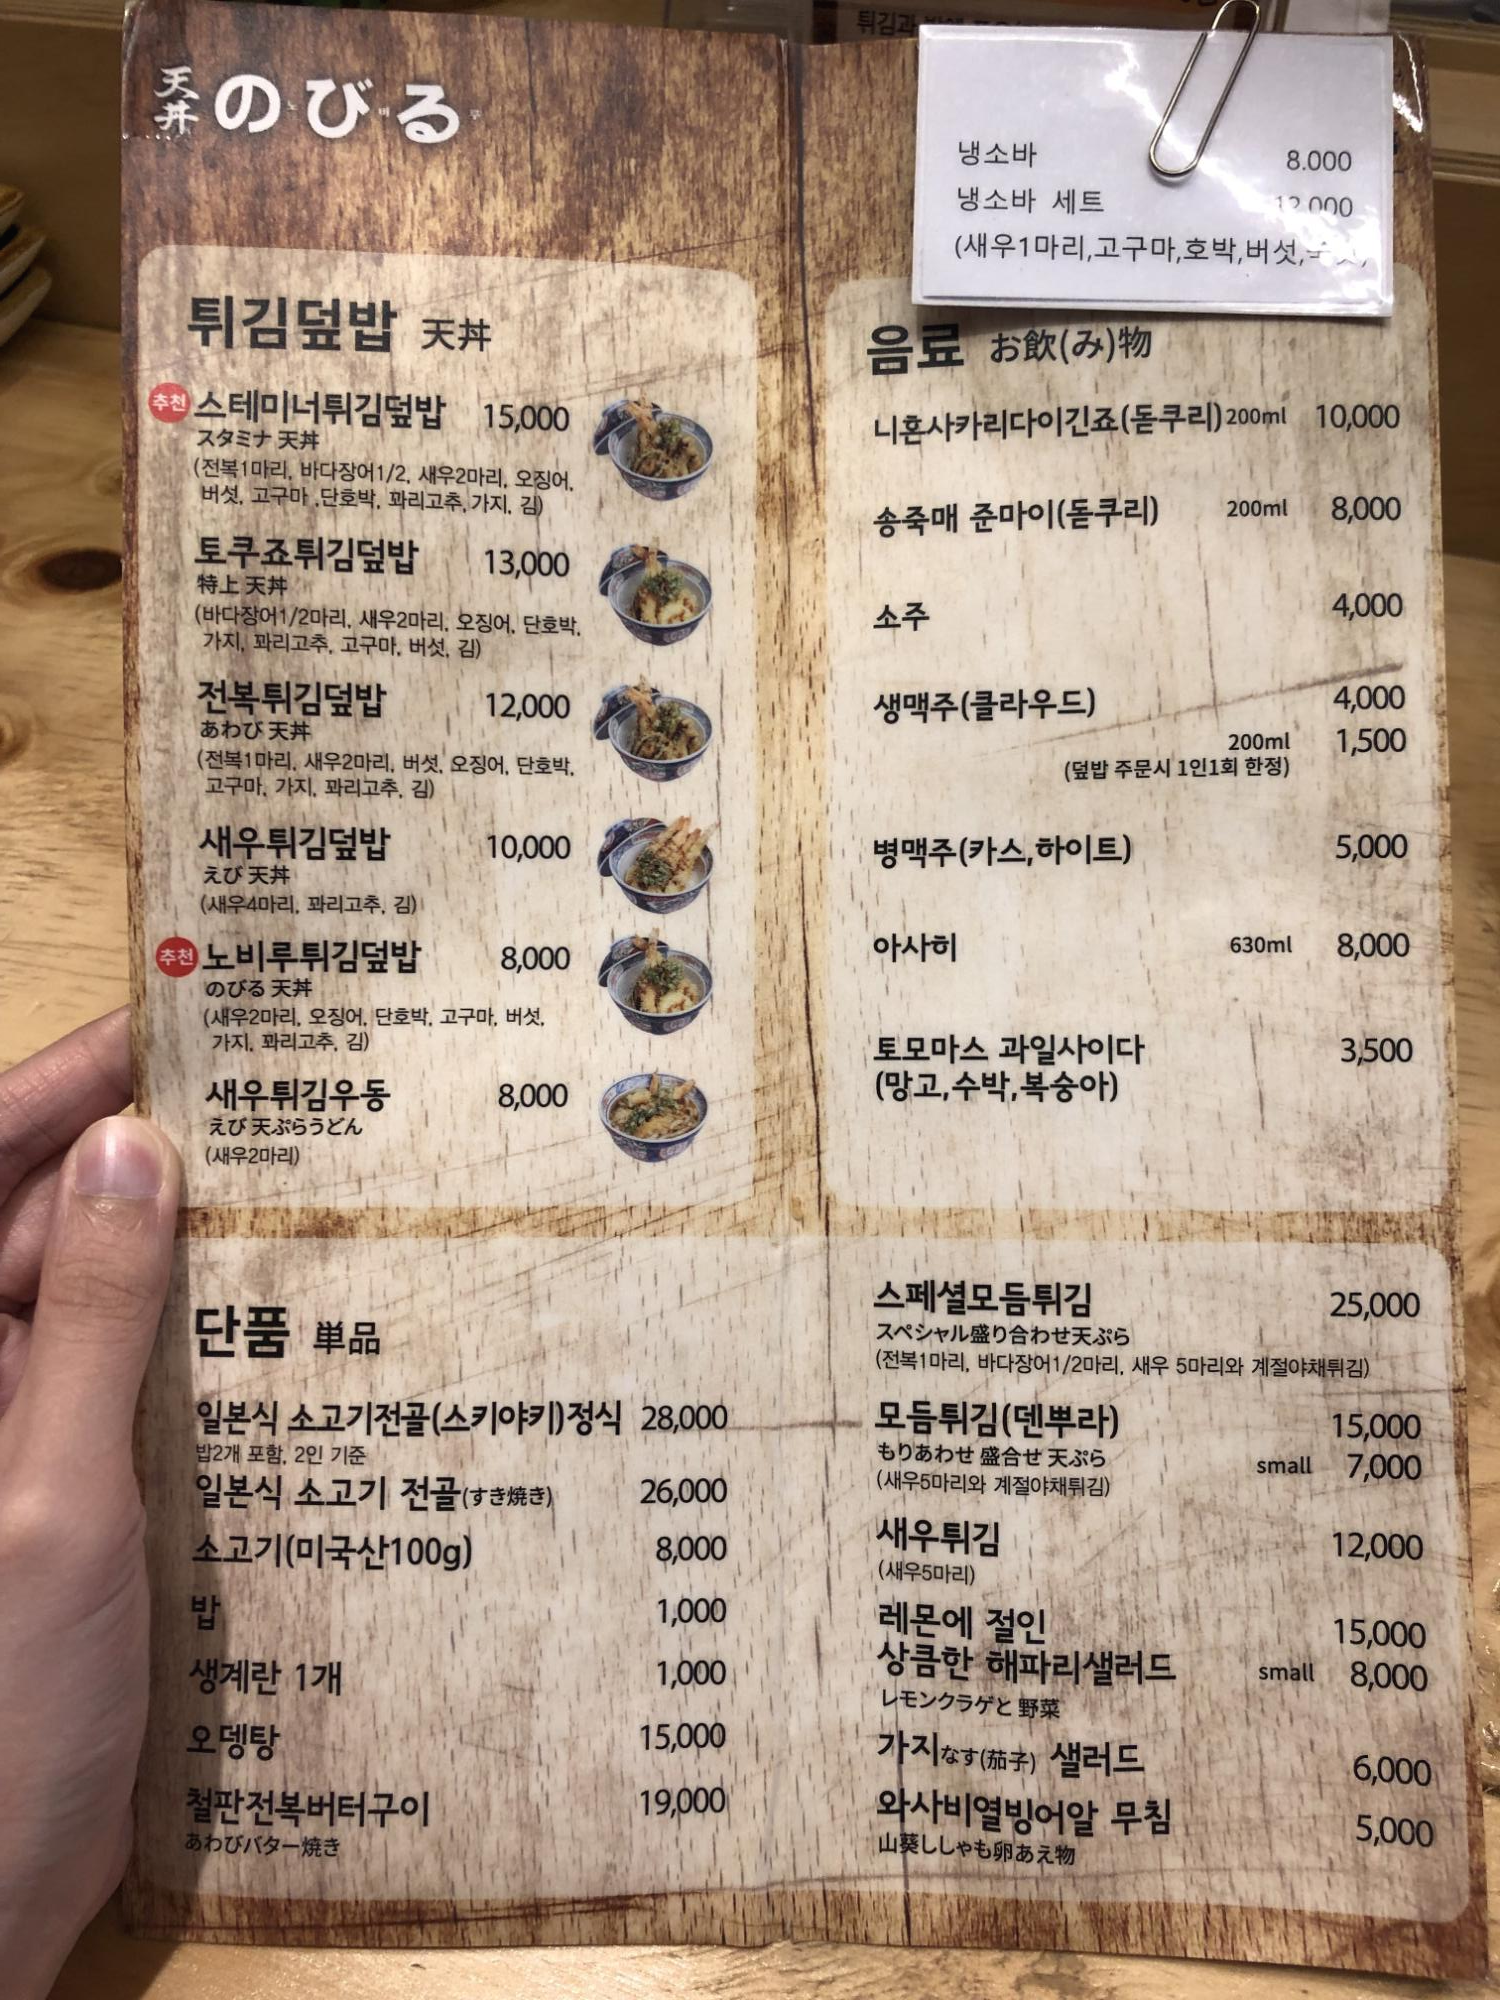 天丼 のびる
냉소바 8.000
냉소바 세트 12.000
(새우1마리,고구마,호박,버섯,
튀김덮밥 天丼
추천 스테미너튀김덮밥 15,000
スタミナ 天丼
(전복1마리, 바다장어1/2, 새우2마리, 오징어,
버섯, 고구마 ,단호박, 꽈리고추,가지, 김)
토쿠죠튀김덮밥 13,000
特上 天丼
(바다장어1/2마리, 새우2마리, 오징어, 단호박,
가지, 꽈리고추, 고구마, 버섯, 김)
전복튀김덮밥 12,000
あわび 天丼
(전복1마리, 새우2마리, 버섯, 오징어, 단호박,
고구마, 가지, 꽈리고추, 김)
새우튀김덮밥 10,000
えび 天丼
(새우4마리, 꽈리고추, 김)
추천 노비루튀김덮밥 8,000
のびる 天丼
(새우2마리, 오징어, 단호박, 고구마, 버섯,
가지, 꽈리고추, 김)
새우튀김우동 8,000
えび 天ぷらうどん
(새우2마리)
음료 お飲(み)物
니혼사카리다이긴죠(돋쿠리) 200ml 10,000
송죽매 준마이(돋쿠리) 200ml 8,000
소주 4,000
생맥주(클라우드) 4,000
200ml 1,500
(덮밥 주문시 1인1회 한정)
병맥주(카스,하이트) 5,000
아사히 630ml 8,000
토모마스 과일사이다 3,500
(망고,수박,복숭아)
단품 単品
일본식 소고기전골(스키야키)정식 28,000
밥2개 포함, 2인 기준
일본식 소고기 전골(すき焼き) 26,000
소고기(미국산100g) 8,000
밥 1,000
생계란 1개 1,000
오뎅탕 15,000
철판전복버터구이 19,000
あわびバター焼き
스페셜모듬튀김 25,000
スペシャル盛り合わせ天ぷら
(전복1마리, 바다장어1/2마리, 새우 5마리와 계절야채튀김)
모듬튀김(덴뿌라) 15,000
もりあわせ 盛合せ 天ぷら small 7,000
(새우5마리와 계절야채튀김)
새우튀김 12,000
(새우5마리)
레몬에 절인 15,000
상큼한 해파리샐러드 small 8,000
レモンクラゲと 野菜
가지なす(茄子) 샐러드 6,000
와사비열빙어알 무침 5,000
山葵ししゃも卵あえ物